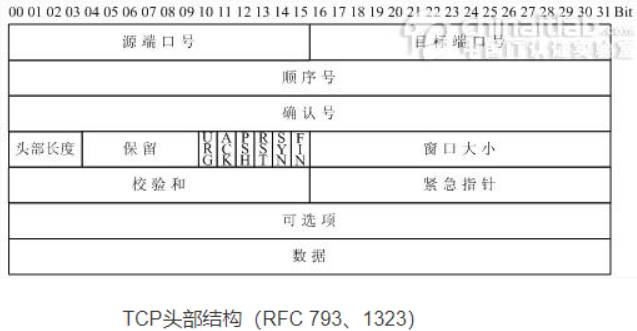 00 01 02 03 04 05 06 07 08 09 10 11 12 13 14 15 16 17 18 19 20 21 22 23 24 25 26 27 28 29 30 31 Bit
源端口号 目标端口号
顺序号
确认号
头部长度 保留 URG ACK PSH RST SYN FIN 窗口大小
校验和 紧急指针
可选项
数据
TCP头部结构（RFC 793、1323）